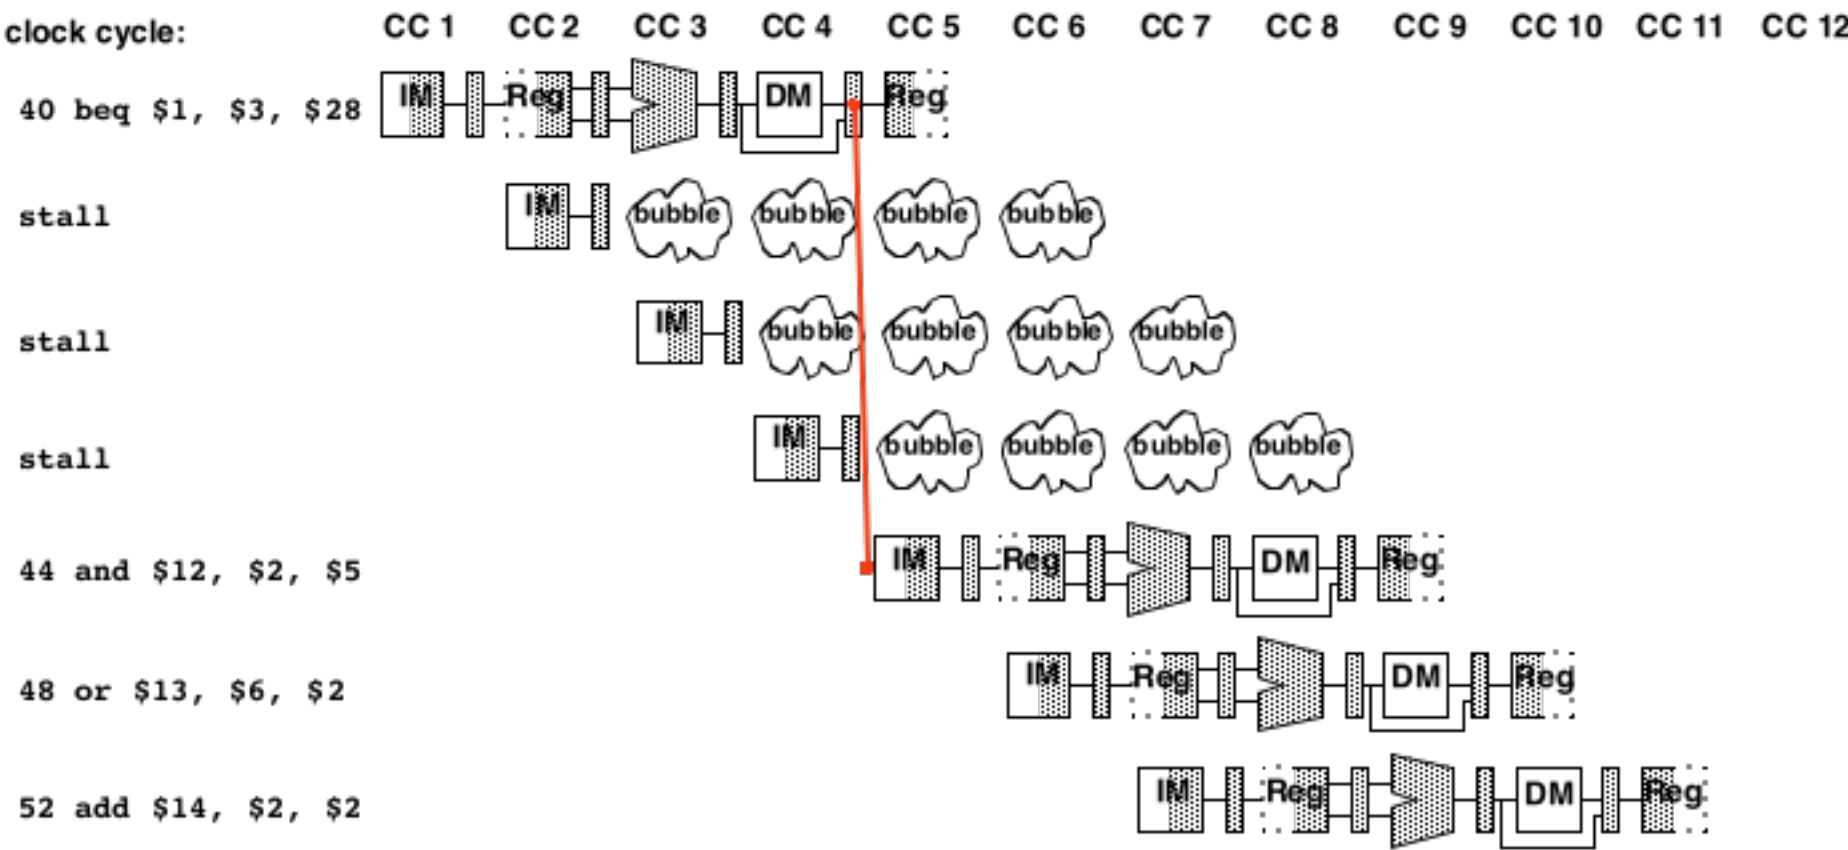 clock cycle: CC 1 CC 2 CC 3 CC 4 CC 5 CC 6 CC 7 CC 8 CC 9 CC 10 CC 11 CC 12
40 beq $1, $3, $28 IM Reg DM Reg
stall IM bubble bubble bubble bubble
stall IM bubble bubble bubble bubble
stall IM bubble bubble bubble bubble
44 and $12, $2, $5 IM Reg DM Reg
48 or $13, $6, $2 IM Reg DM Reg
52 add $14, $2, $2 IM Reg DM Reg